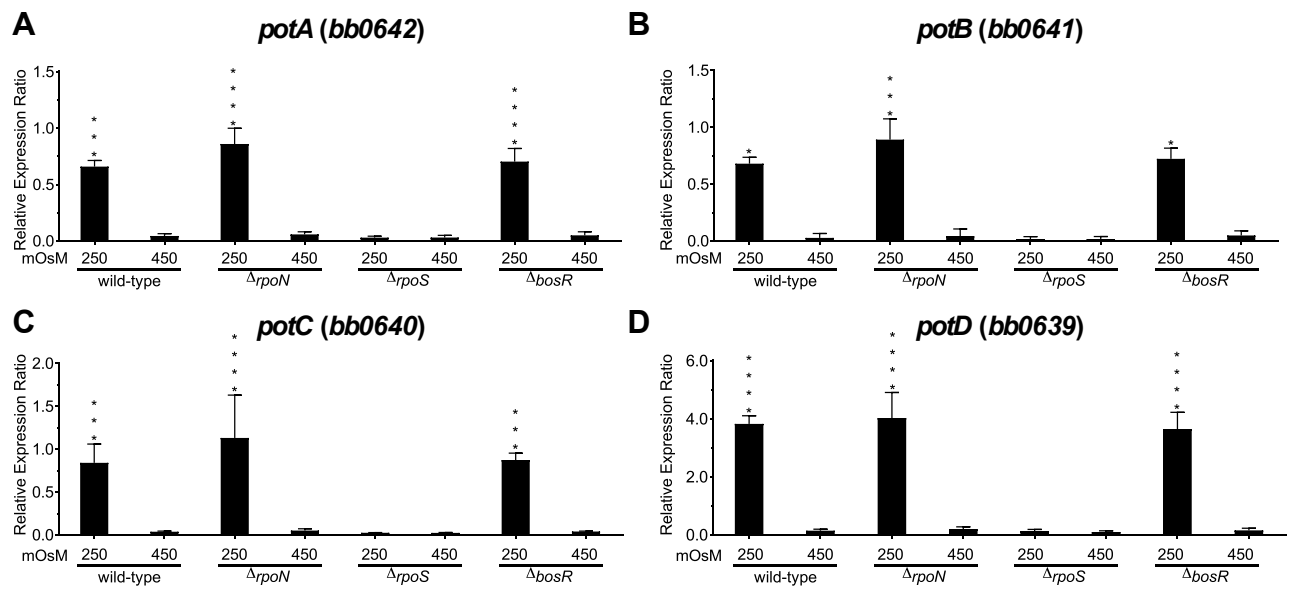 A
potA (bb0642)
Relative Expression Ratio
1.5
1.0
0.5
0.0
* * *
* * * *
* * * *
mOsM 250 450 250 450 250 450 250 450
wild-type ΔrpoN ΔrpoS ΔbosR
B
potB (bb0641)
Relative Expression Ratio
1.5
1.0
0.5
0.0
*
* * *
*
mOsM 250 450 250 450 250 450 250 450
wild-type ΔrpoN ΔrpoS ΔbosR
C
potC (bb0640)
Relative Expression Ratio
2.0
1.5
1.0
0.5
0.0
* * *
* * * *
* * *
mOsM 250 450 250 450 250 450 250 450
wild-type ΔrpoN ΔrpoS ΔbosR
D
potD (bb0639)
Relative Expression Ratio
6.0
4.0
2.0
0.0
* * * *
* * * *
* * * *
mOsM 250 450 250 450 250 450 250 450
wild-type ΔrpoN ΔrpoS ΔbosR